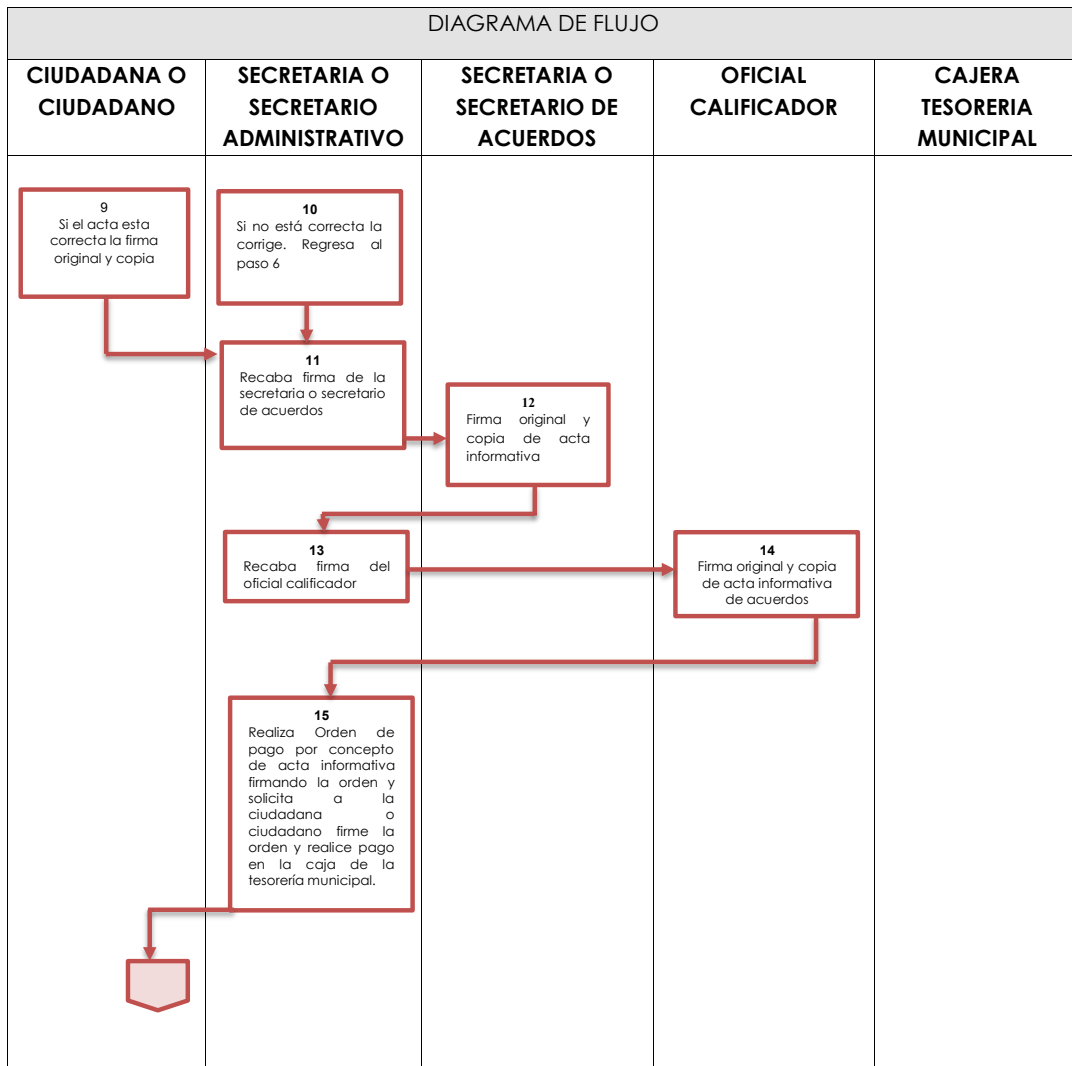 DIAGRAMA DE FLUJO
CIUDADANA O
CIUDADANO
SECRETARIA O
SECRETARIO
ADMINISTRATIVO
SECRETARIA O
SECRETARIO DE
ACUERDOS
OFICIAL
CALIFICADOR
CAJERA
TESORERIA
MUNICIPAL
9
Si el acta esta
correcta la firma
original y copia
10
Si no está correcta la
corrige. Regresa al
paso 6
11
Recaba firma de la
secretaria o secretario
de acuerdos
12
Firma original y
copia de acta
informativa
13
Recaba firma del
oficial calificador
14
Firma original y copia
de acta informativa
de acuerdos
15
Realiza Orden de
pago por concepto
de acta informativa
firmando la orden y
solicita a la
ciudadana o
ciudadano firme la
orden y realice pago
en la caja de la
tesorería municipal.